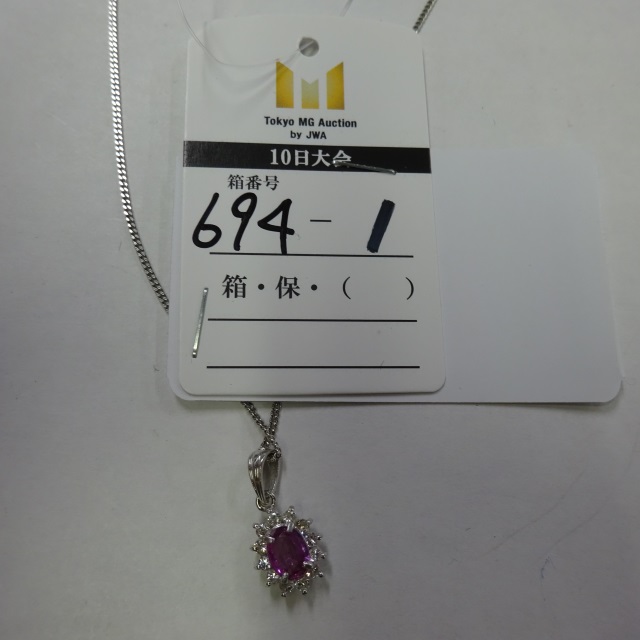 Tokyo MG Auction
by JWA
10日大会
箱番号
694 - 1
箱・保・（　　）